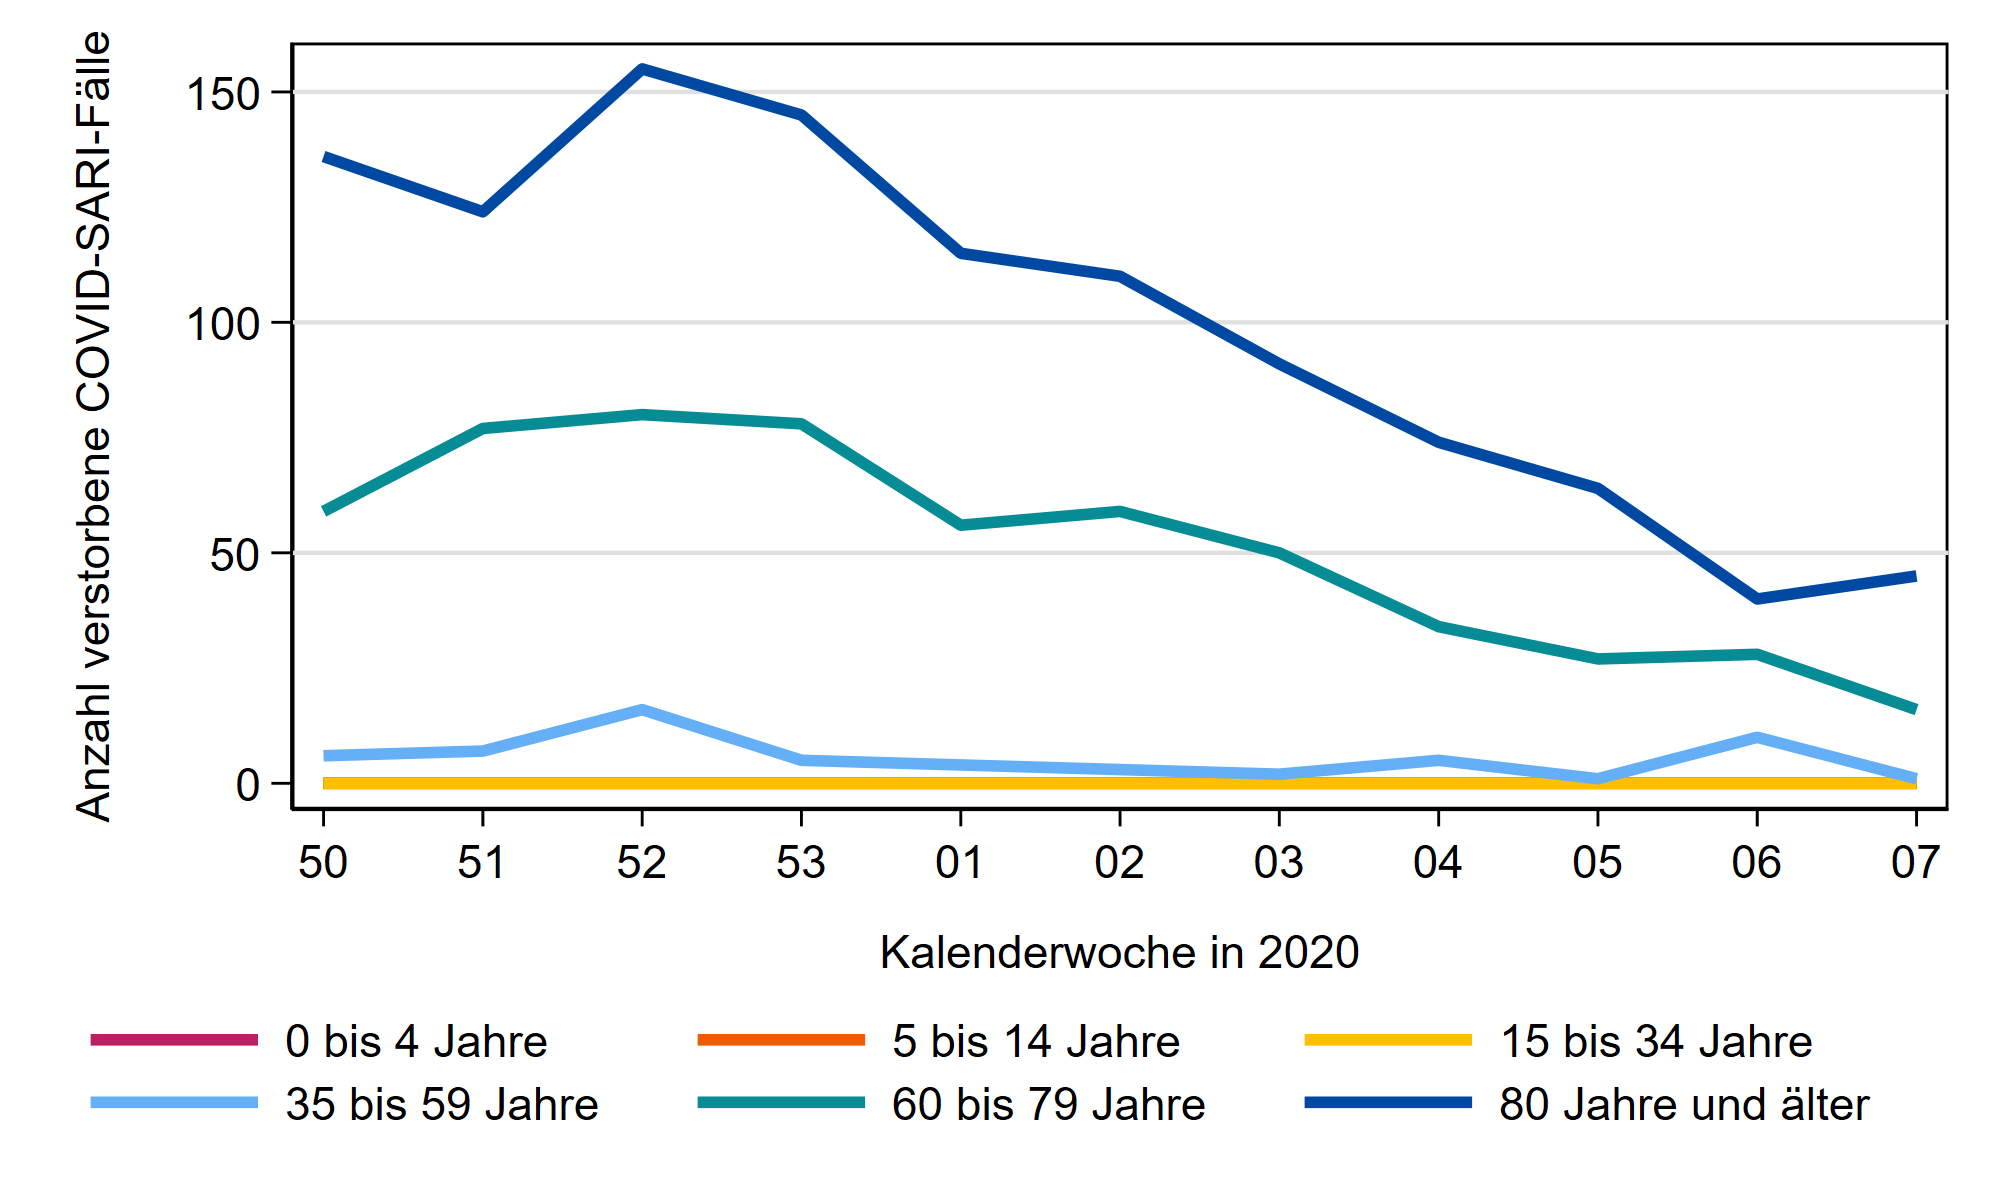 Anzahl verstorbene COVID-SARI-Fälle
150
100
50
0
50 51 52 53 01 02 03 04 05 06 07
Kalenderwoche in 2020
0 bis 4 Jahre 5 bis 14 Jahre 15 bis 34 Jahre
35 bis 59 Jahre 60 bis 79 Jahre 80 Jahre und älter